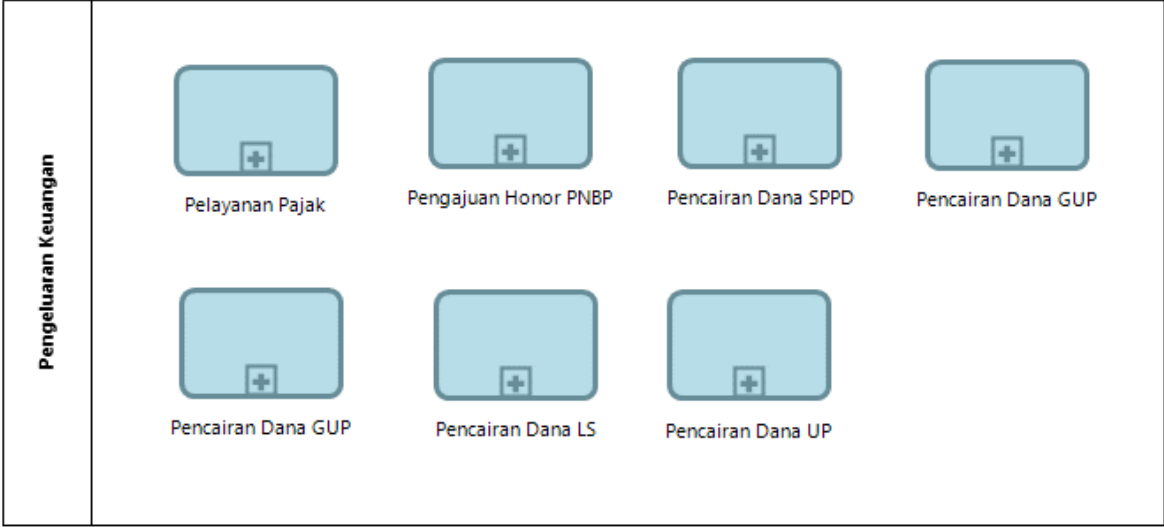 Pengeluaran Keuangan
Pelayanan Pajak
Pengajuan Honor PNBP
Pencairan Dana SPPD
Pencairan Dana GUP
Pencairan Dana GUP
Pencairan Dana LS
Pencairan Dana UP